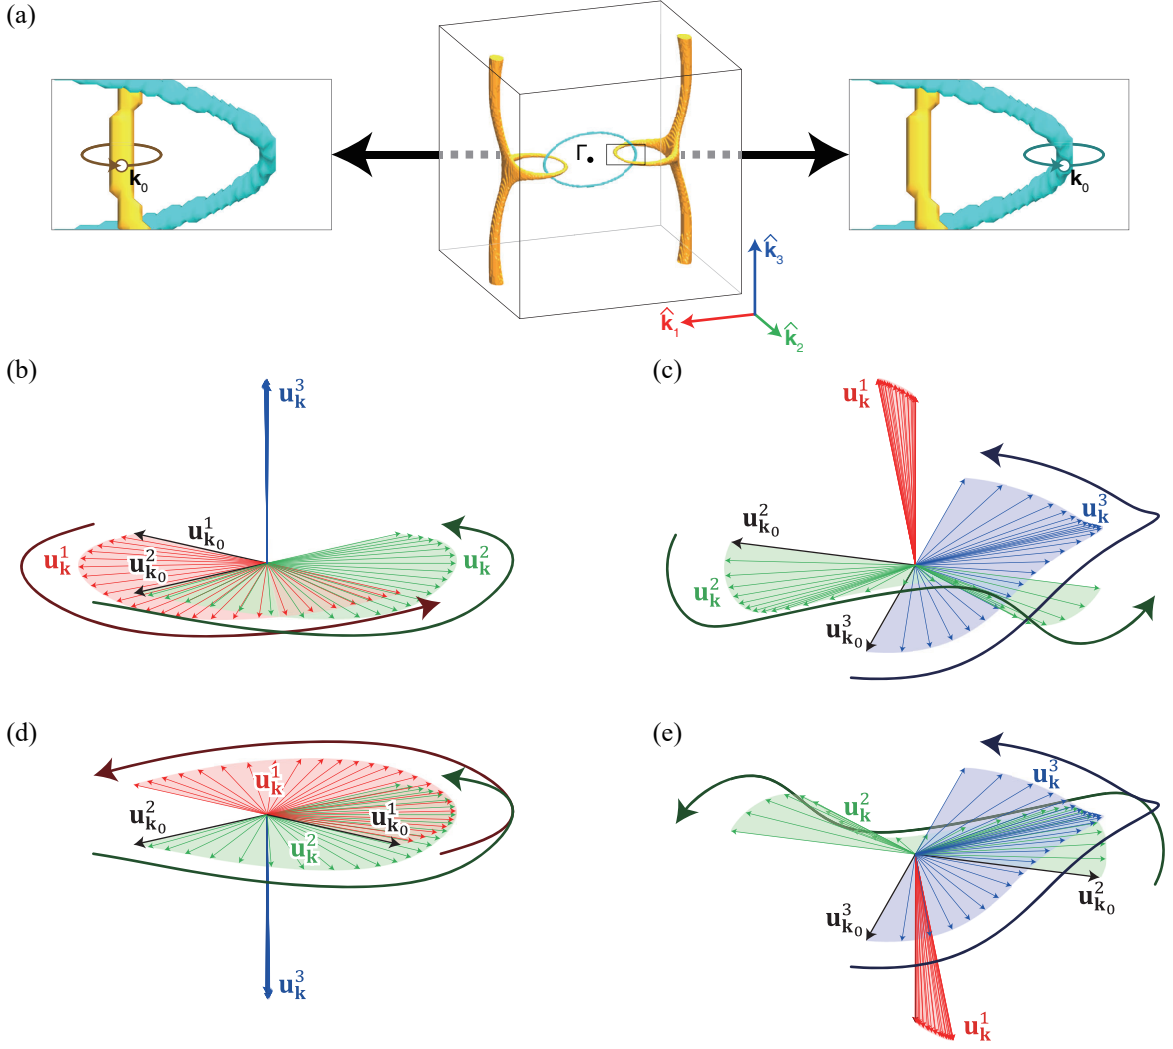 (a)
k₀
Γ
k₀
k̂₃
k̂₁
k̂₂
(b)
(c)
u³ₖ
u¹ₖ
u³ₖ
u¹ₖ₀
u²ₖ₀
u¹ₖ
u²ₖ₀
u²ₖ
u²ₖ
u³ₖ₀
(d)
(e)
u¹ₖ
u³ₖ
u²ₖ
u²ₖ₀
u¹ₖ₀
u²ₖ
u²ₖ₀
u³ₖ₀
u³ₖ
u¹ₖ